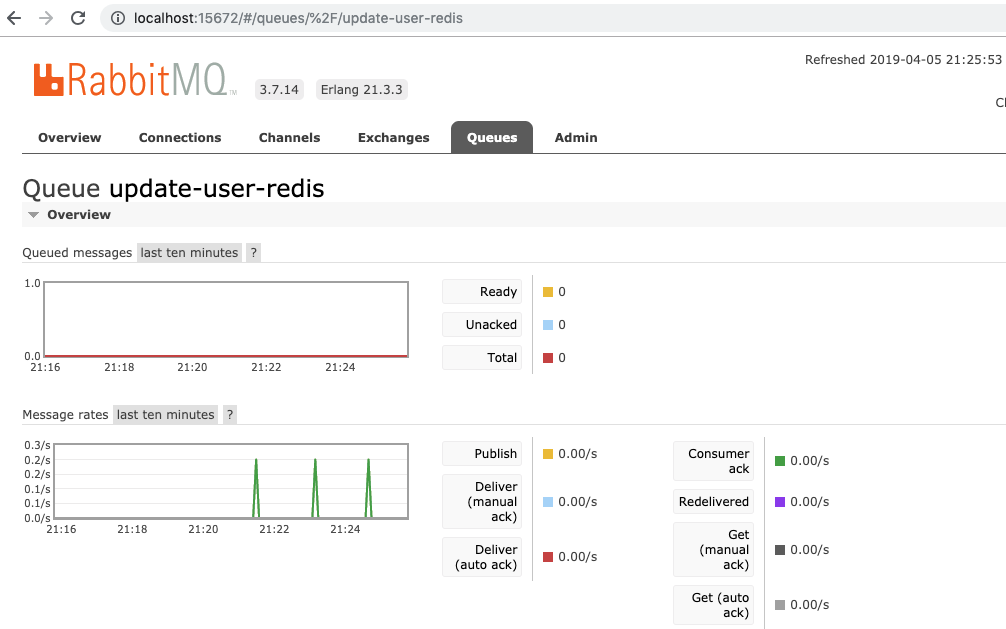 localhost:15672/#/queues/%2F/update-user-redis
Refreshed 2019-04-05 21:25:53
RabbitMQ TM 3.7.14 Erlang 21.3.3
Overview Connections Channels Exchanges Queues Admin
Queue update-user-redis
Overview
Queued messages last ten minutes ?
1.0
0.0
21:16 21:18 21:20 21:22 21:24
Ready 0
Unacked 0
Total 0
Message rates last ten minutes ?
0.3/s
0.2/s
0.2/s
0.1/s
0.1/s
0.0/s
21:16 21:18 21:20 21:22 21:24
Publish 0.00/s
Deliver
(manual 0.00/s
ack)
Deliver
(auto ack) 0.00/s
Consumer
ack 0.00/s
Redelivered 0.00/s
Get
(manual 0.00/s
ack)
Get (auto
ack) 0.00/s